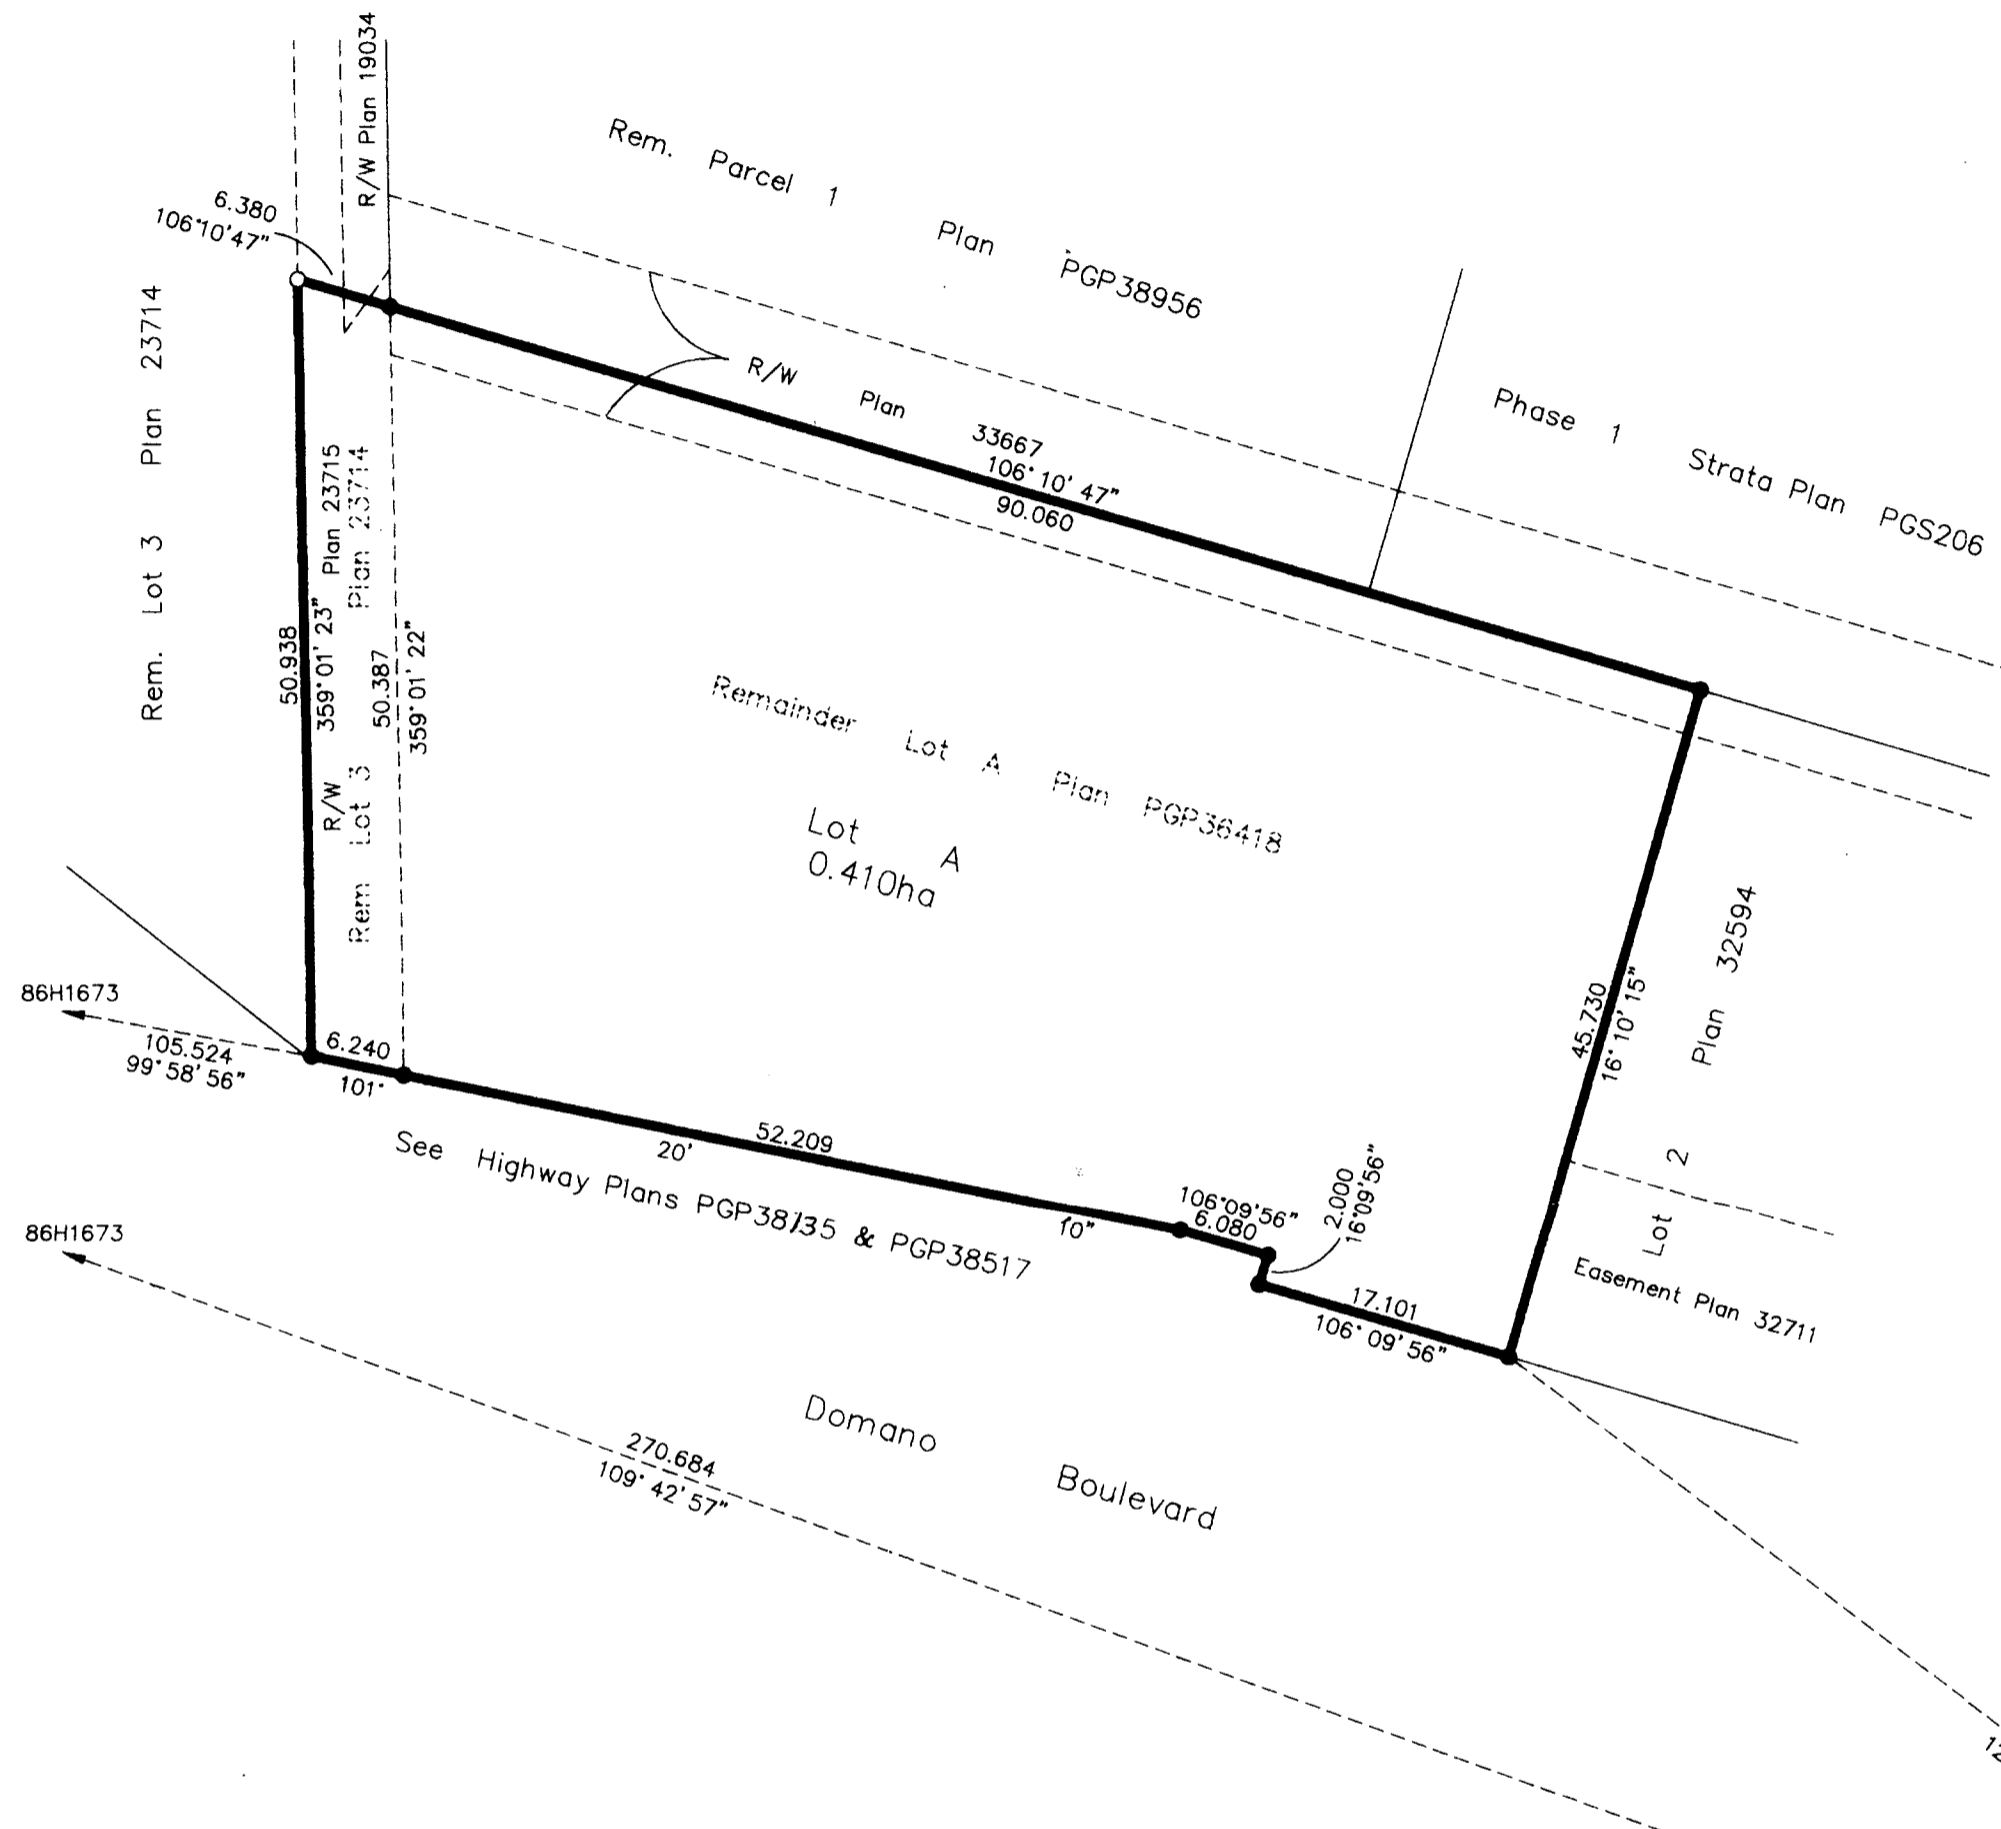 R/W Plan 19034
Rem. Parcel 1 Plan PGP38956
6.380
106°10'47"
Rem. Lot 3 Plan 23714
R/W Plan 33667
106° 10' 47"
90.060
Phase 1 Strata Plan PGS206
50.938
R/W 359° 01' 23" Plan 23715
Rem Lot 3 Plan 23714
50.387
359° 01' 22"
Remainder Lot A Plan PGP36418
Lot A
0.410ha
45.730
16° 10' 15"
Lot 2 Plan 32594
86H1673
105.524
99° 58' 56"
6.240
52.209
101° 20' 10"
See Highway Plans PGP38135 & PGP38517
106°09'56"
6.080
2.000
16°09'56"
17.101
106° 09' 56"
Easement Plan 32711
86H1673
270.684
109° 42' 57"
Domano Boulevard